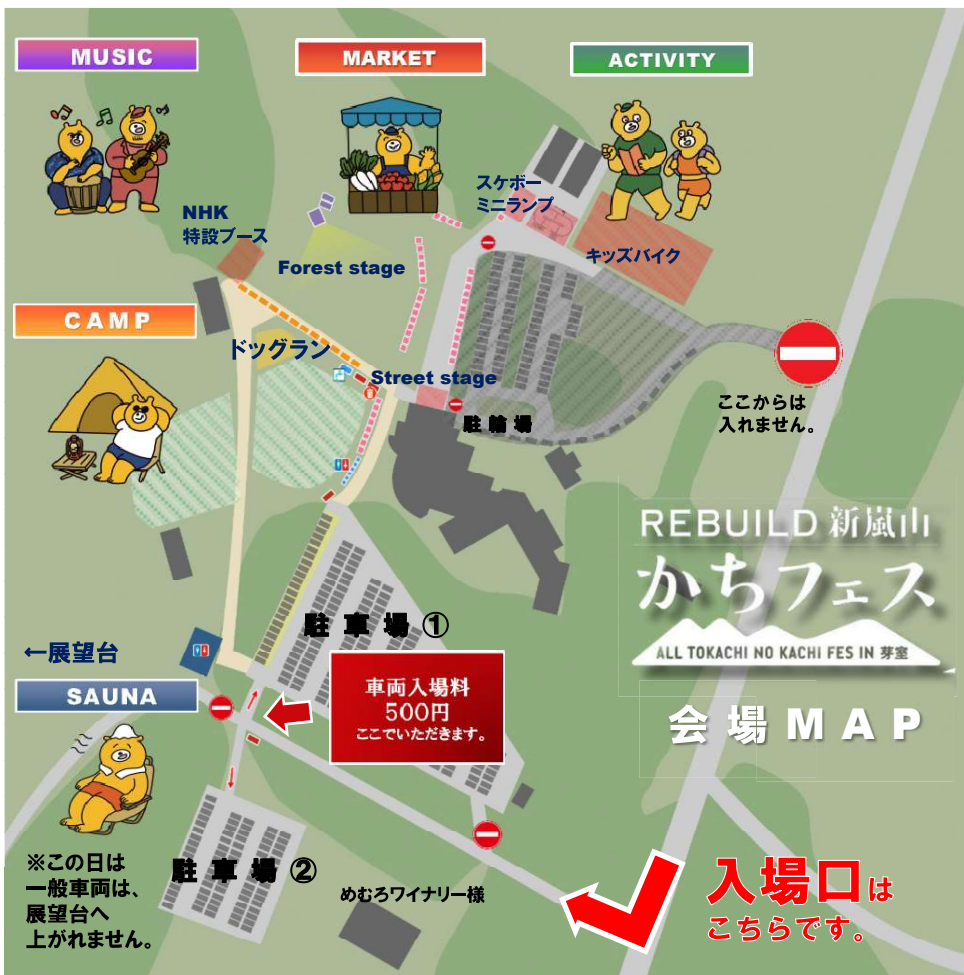 MUSIC
MARKET
ACTIVITY
スケボー
ミニランプ
NHK
特設ブース
Forest stage
キッズバイク
CAMP
ドッグラン
Street stage
駐輪場
ここからは
入れません。
REBUILD 新嵐山
かちフェス
ALL TOKACHI NO KACHI FES IN 芽室
会場MAP
駐車場①
←展望台
SAUNA
車両入場料
500円
ここでいただきます。
※この日は
一般車両は、
展望台へ
上がれません。
駐車場②
めむろワイナリー様
入場口は
こちらです。